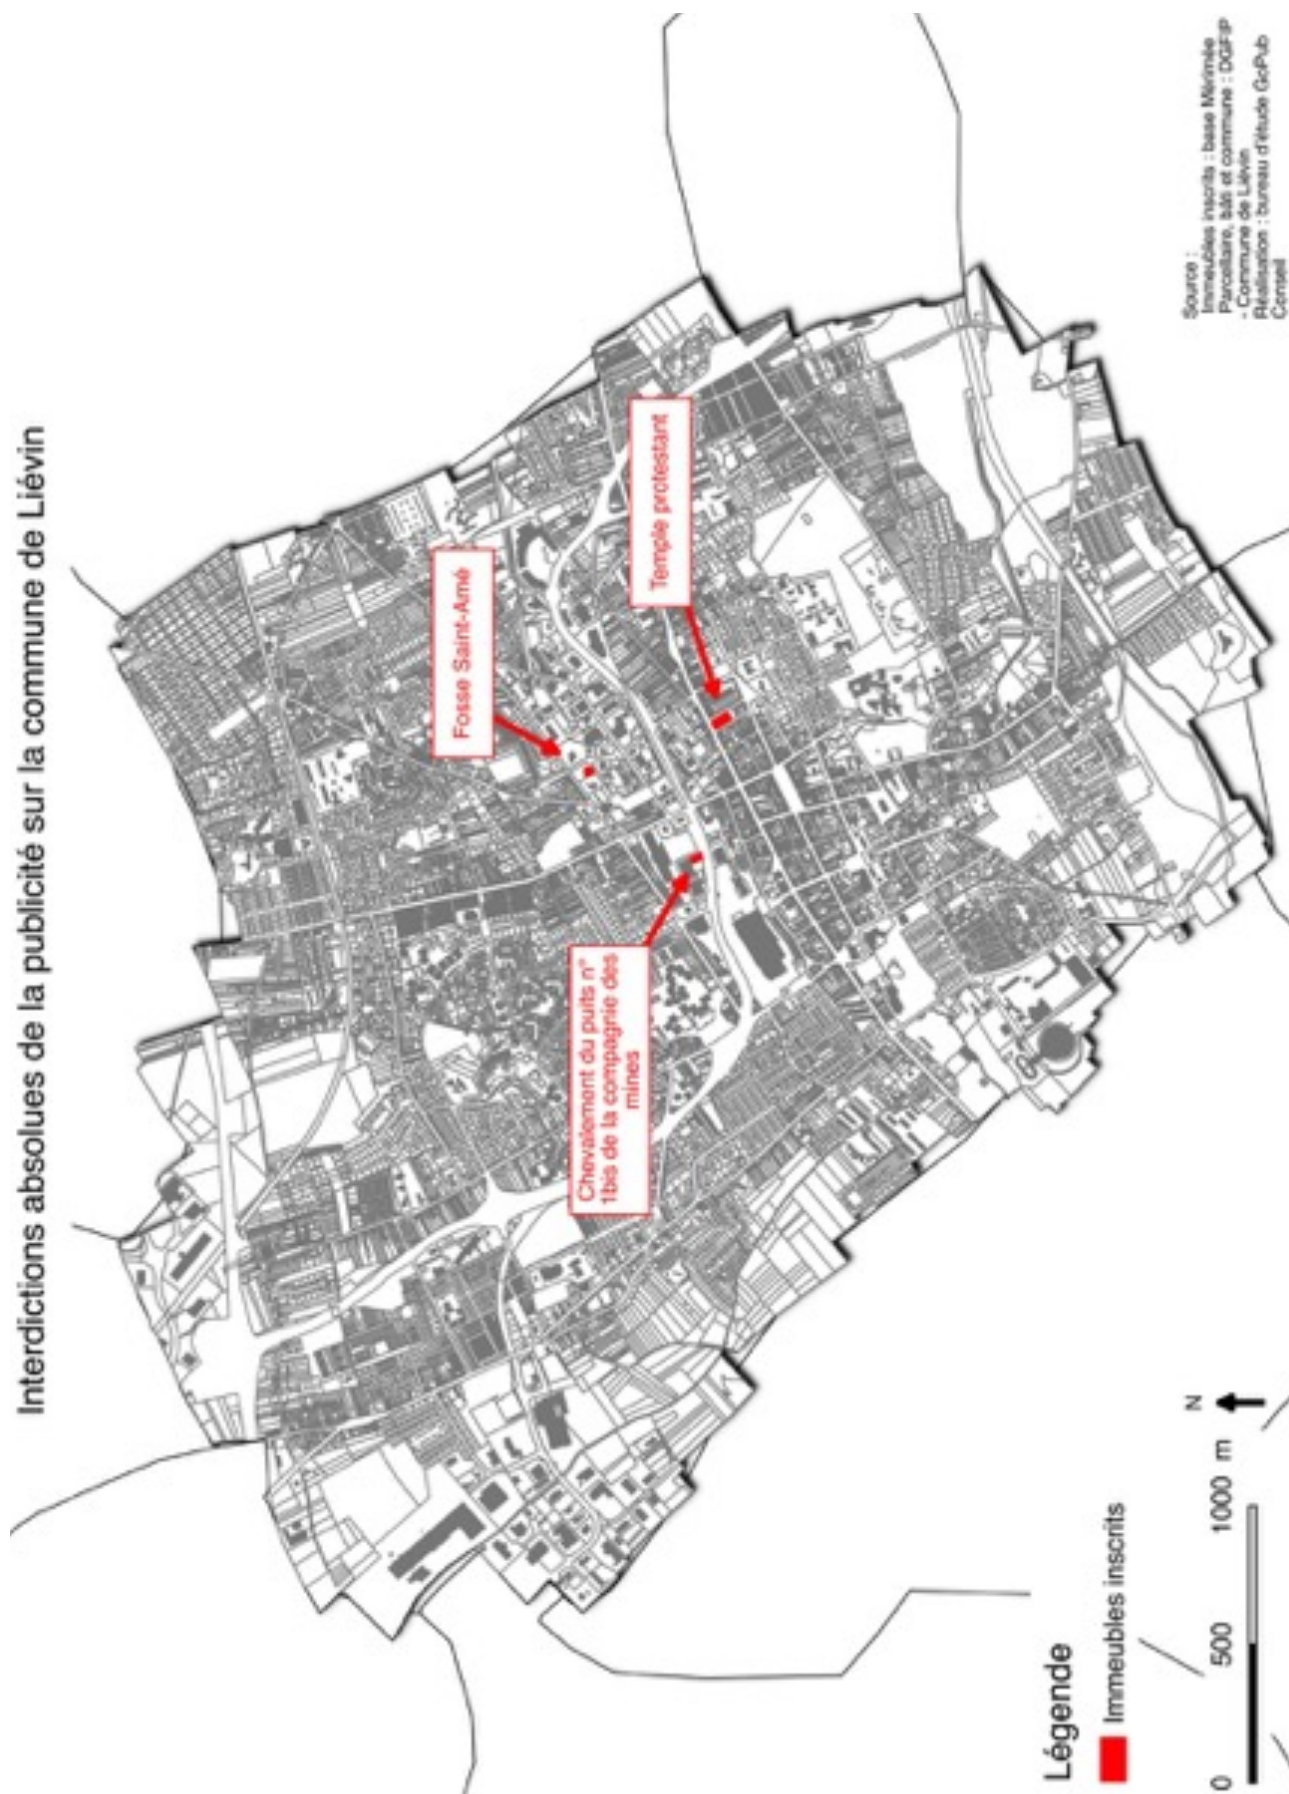 Interdictions absolues de la publicité sur la commune de Liévin
Fosse Saint-Amé
Temple protestant
Chevalement du puits n°
1bis de la compagnie des
mines
Légende
Immeubles inscrits
0 500 1000 m
N
Source :
Immeubles inscrits : base Mérimée
Parcellaire, bâti et commune : DGFIP
- Commune de Liévin
Réalisation : bureau d'étude GoPub
Conseil